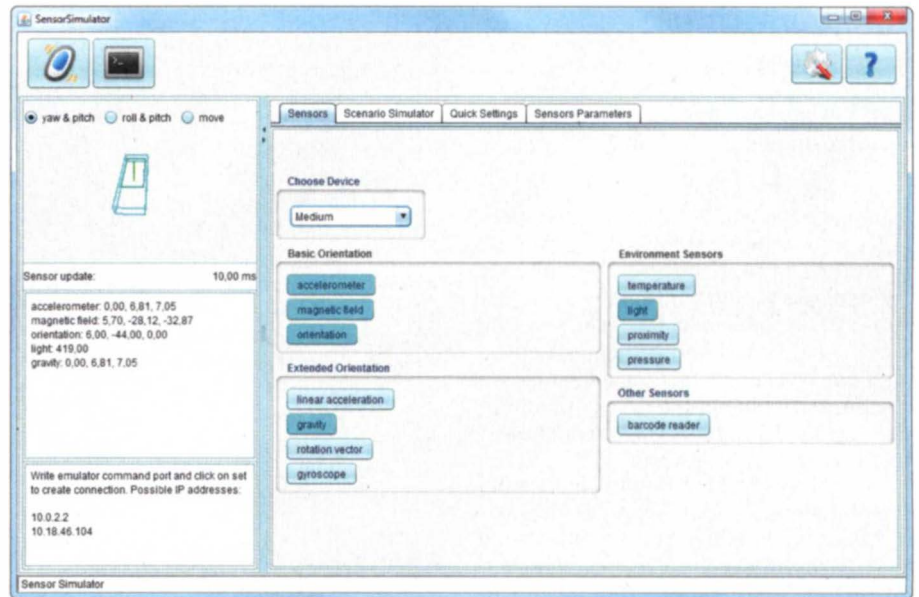 SensorSimulator
yaw & pitch roll & pitch move
Sensor update: 10,00 ms
accelerometer: 0,00, 6,81, 7,05
magnetic field: 5,70, -28,12, -32,87
orientation: 6,00, -44,00, 0,00
light: 419,00
gravity: 0,00, 6,81, 7,05
Write emulator command port and click on set
to create connection. Possible IP addresses:
10.0.2.2
10.18.46.104
Sensors Scenario Simulator Quick Settings Sensors Parameters
Choose Device
Medium
Basic Orientation
accelerometer
magnetic field
orientation
Extended Orientation
linear acceleration
gravity
rotation vector
gyroscope
Environment Sensors
temperature
light
proximity
pressure
Other Sensors
barcode reader
Sensor Simulator